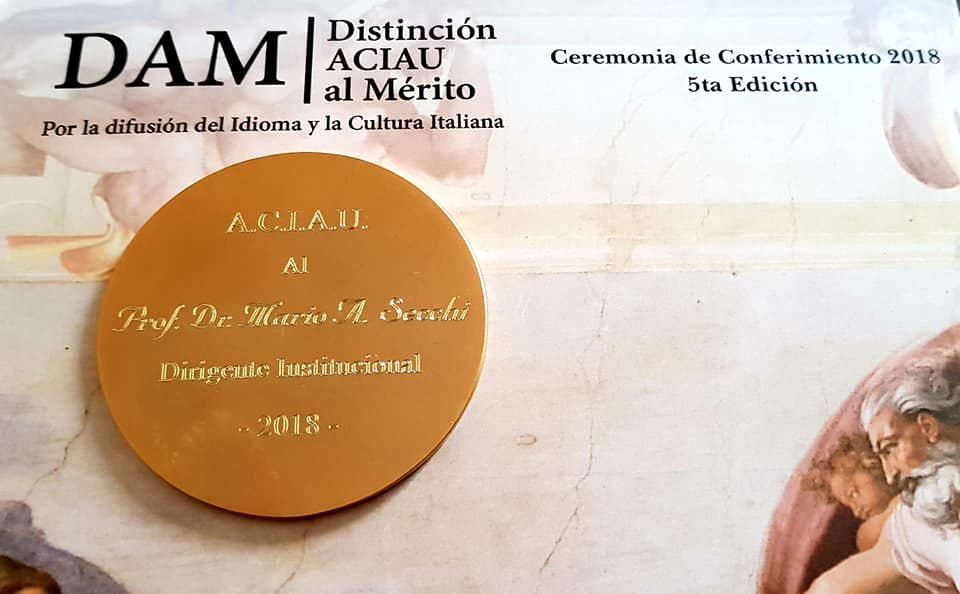 DAM
Distinción
ACIAU
al Mérito
Por la difusión del Idioma y la Cultura Italiana
Ceremonia de Conferimiento 2018
5ta Edición
A.C.I.A.U.
Al
Prof. Dr. Mario A. Secchi
Dirigente Institucional
- 2018 -